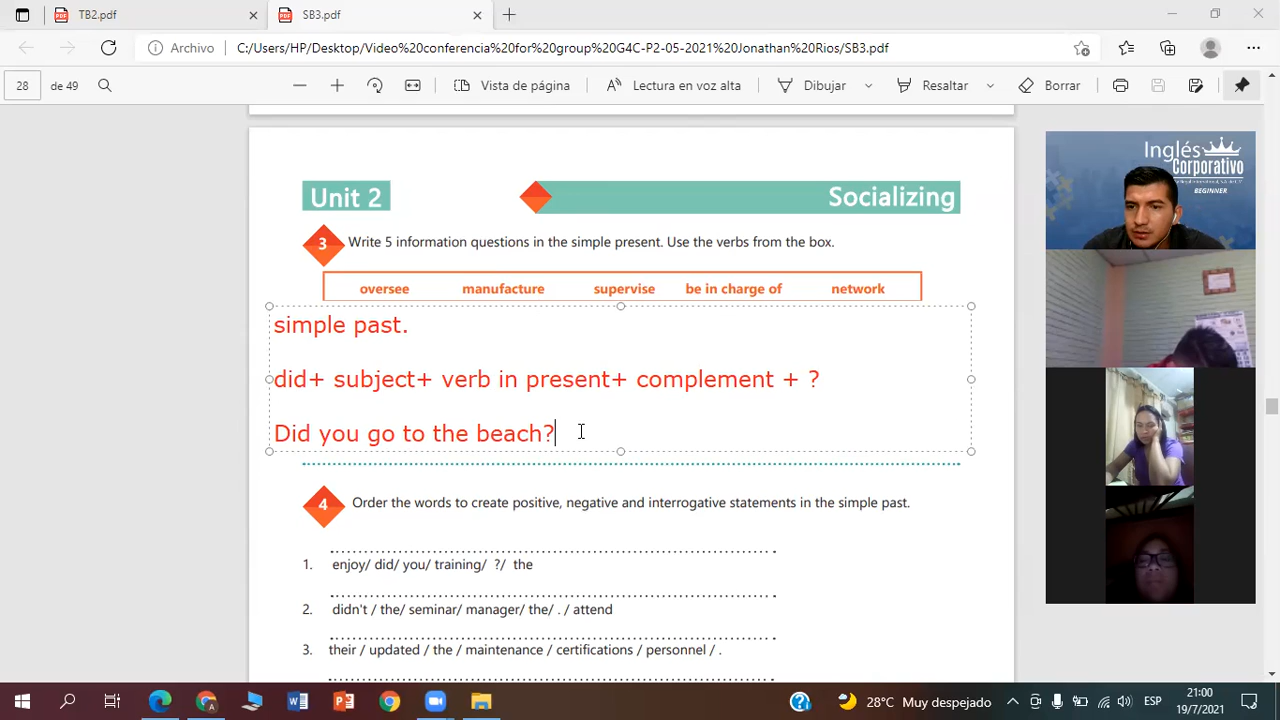 TB2.pdf
SB3.pdf
Archivo
C:/Users/HP/Desktop/Video%20conferencia%20for%20group%20G4C-P2-05-2021%20Jonathan%20Rios/SB3.pdf
28 de 49
Vista de página
Lectura en voz alta
Dibujar
Resaltar
Borrar
Unit 2
Socializing
3 Write 5 information questions in the simple present. Use the verbs from the box.
oversee manufacture supervise be in charge of network
simple past.
did+ subject+ verb in present+ complement + ?
Did you go to the beach?
4 Order the words to create positive, negative and interrogative statements in the simple past.
1. enjoy/ did/ you/ training/ ?/ the
2. didn't / the/ seminar/ manager/ the/ . / attend
3. their / updated / the / maintenance / certifications / personnel / .
Inglés
Corporativo
BEGINNER
28°C Muy despejado
ESP
21:00
19/7/2021